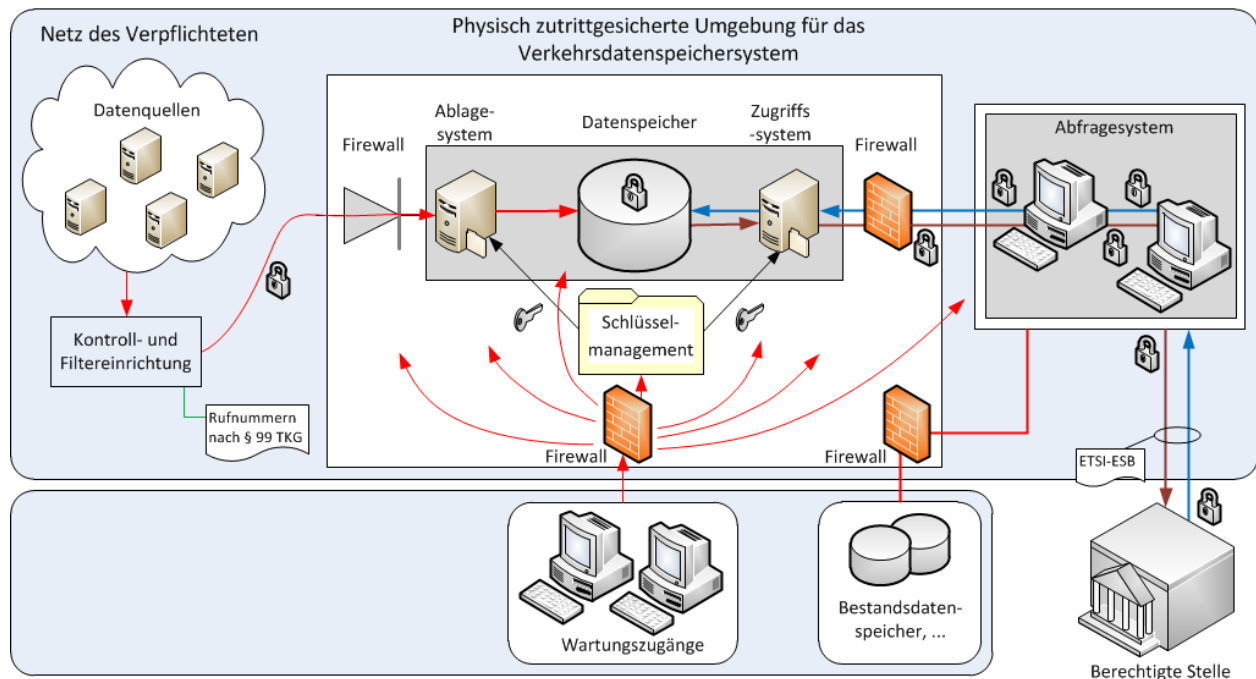 Netz des Verpflichteten
Physisch zutrittgesicherte Umgebung für das
Verkehrsdatenspeichersystem
Datenquellen
Firewall
Ablage-
system
Datenspeicher
Zugriffs
-system
Firewall
Abfragesystem
Kontroll- und
Filtereinrichtung
Rufnummern
nach § 99 TKG
Schlüssel-
management
Firewall
Firewall
ETSI-ESB
Wartungszugänge
Bestandsdaten-
speicher, ...
Berechtigte Stelle